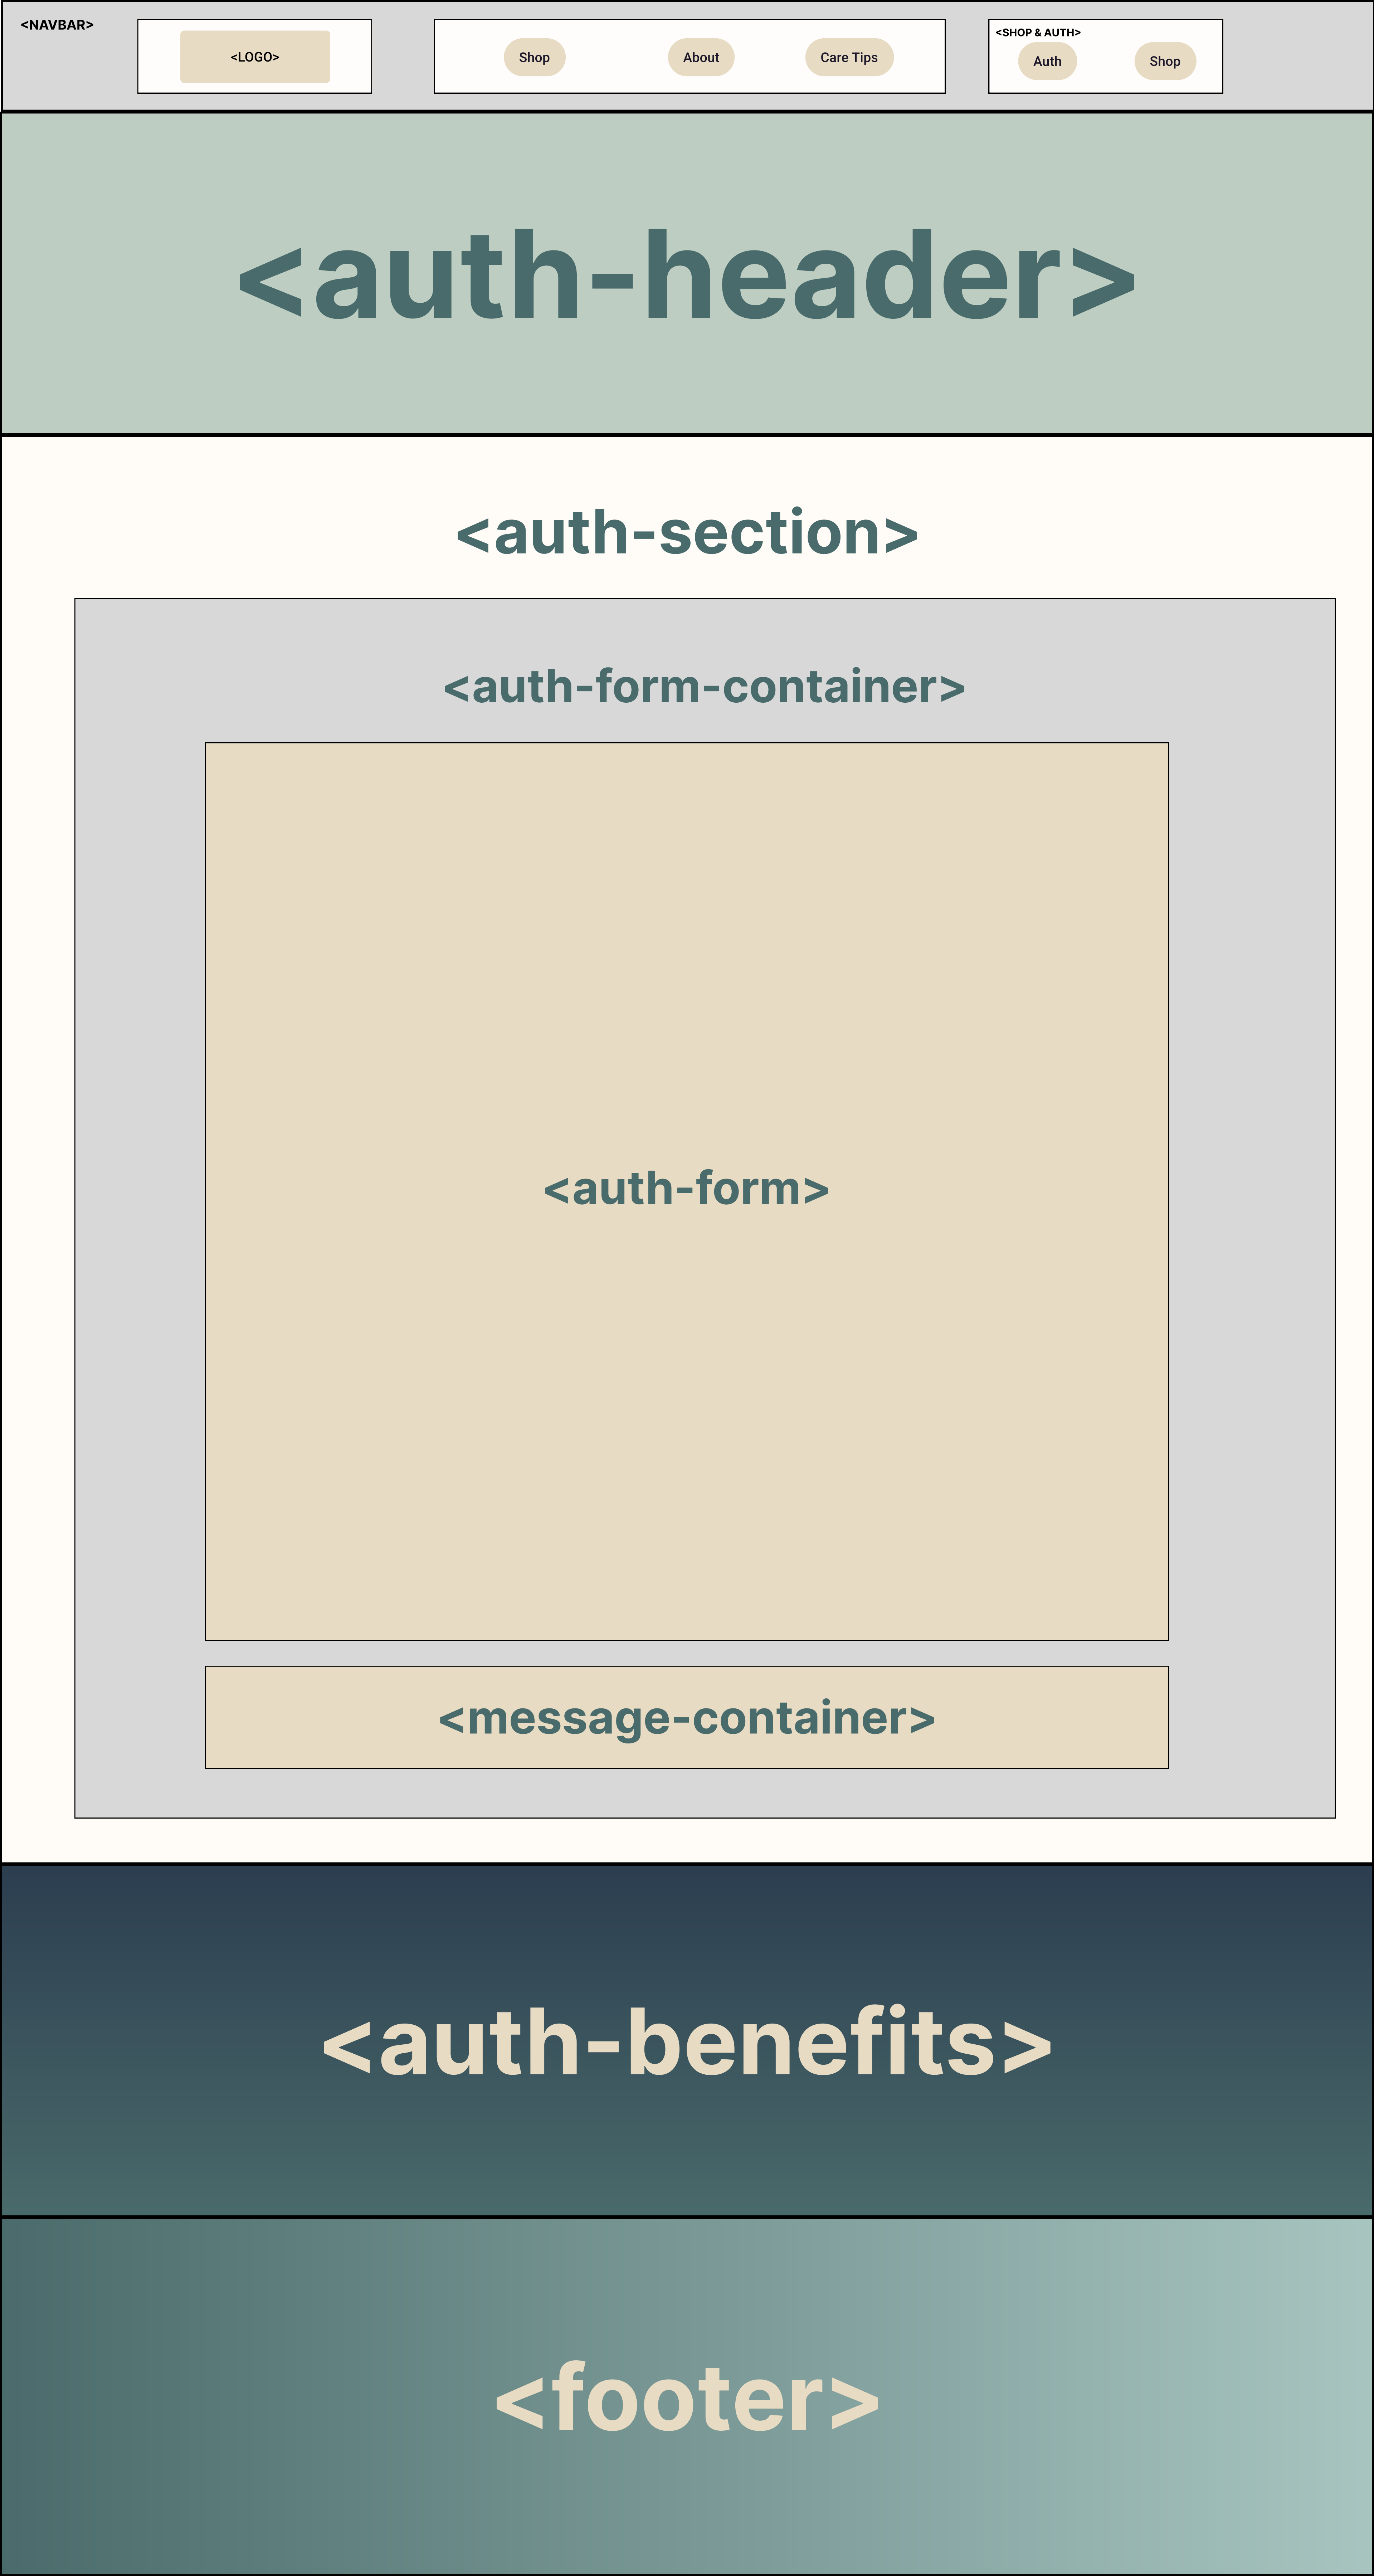 <NAVBAR>
<LOGO>
Shop
About
Care Tips
<SHOP & AUTH>
Auth
Shop
<auth-header>
<auth-section>
<auth-form-container>
<auth-form>
<message-container>
<auth-benefits>
<footer>